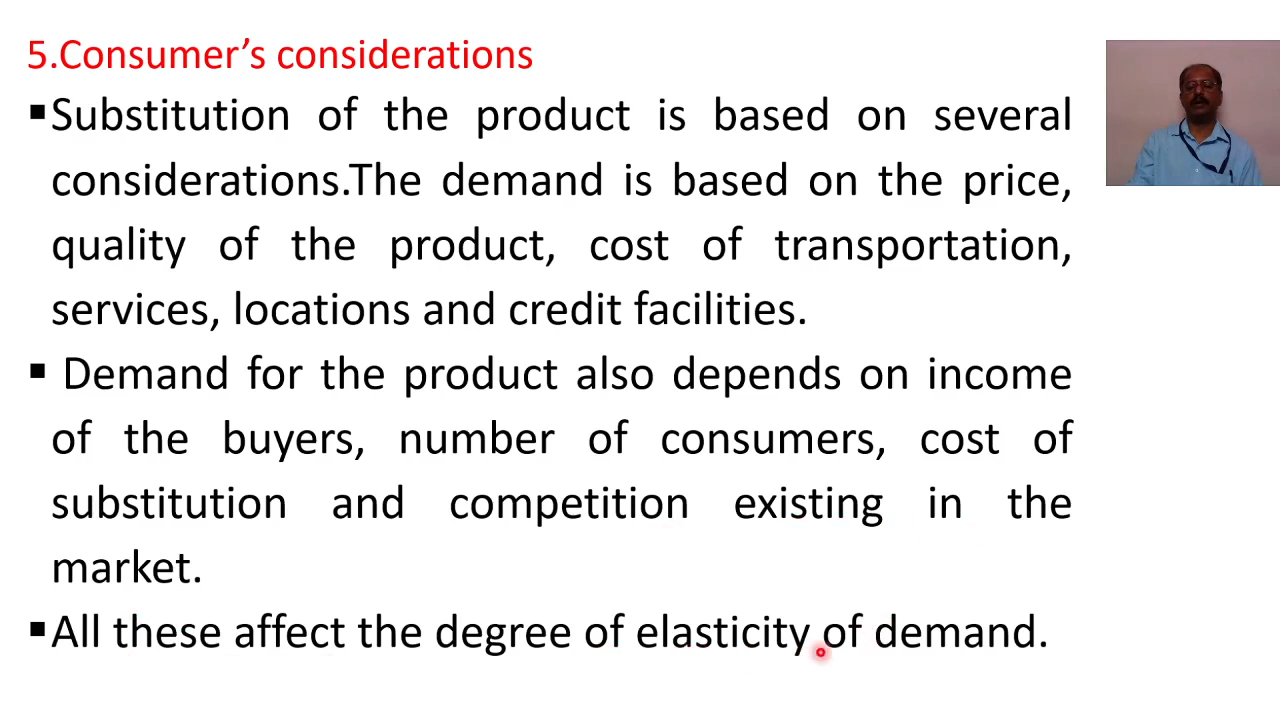 5.Consumer’s considerations
▪Substitution of the product is based on several
considerations.The demand is based on the price,
quality of the product, cost of transportation,
services, locations and credit facilities.
▪ Demand for the product also depends on income
of the buyers, number of consumers, cost of
substitution and competition existing in the
market.
▪All these affect the degree of elasticity of demand.